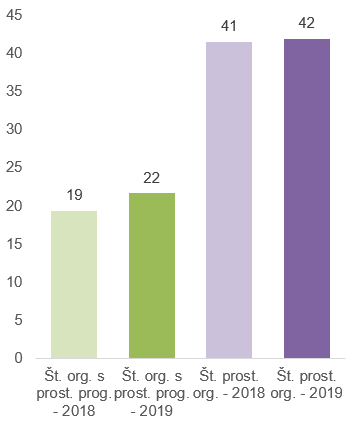 45
40
35
30
25
20
15
10
5
0
19
22
41
42
Št. org. s
prost. prog.
- 2018
Št. org. s
prost. prog.
- 2019
Št. prost.
org. - 2018
Št. prost.
org. - 2019